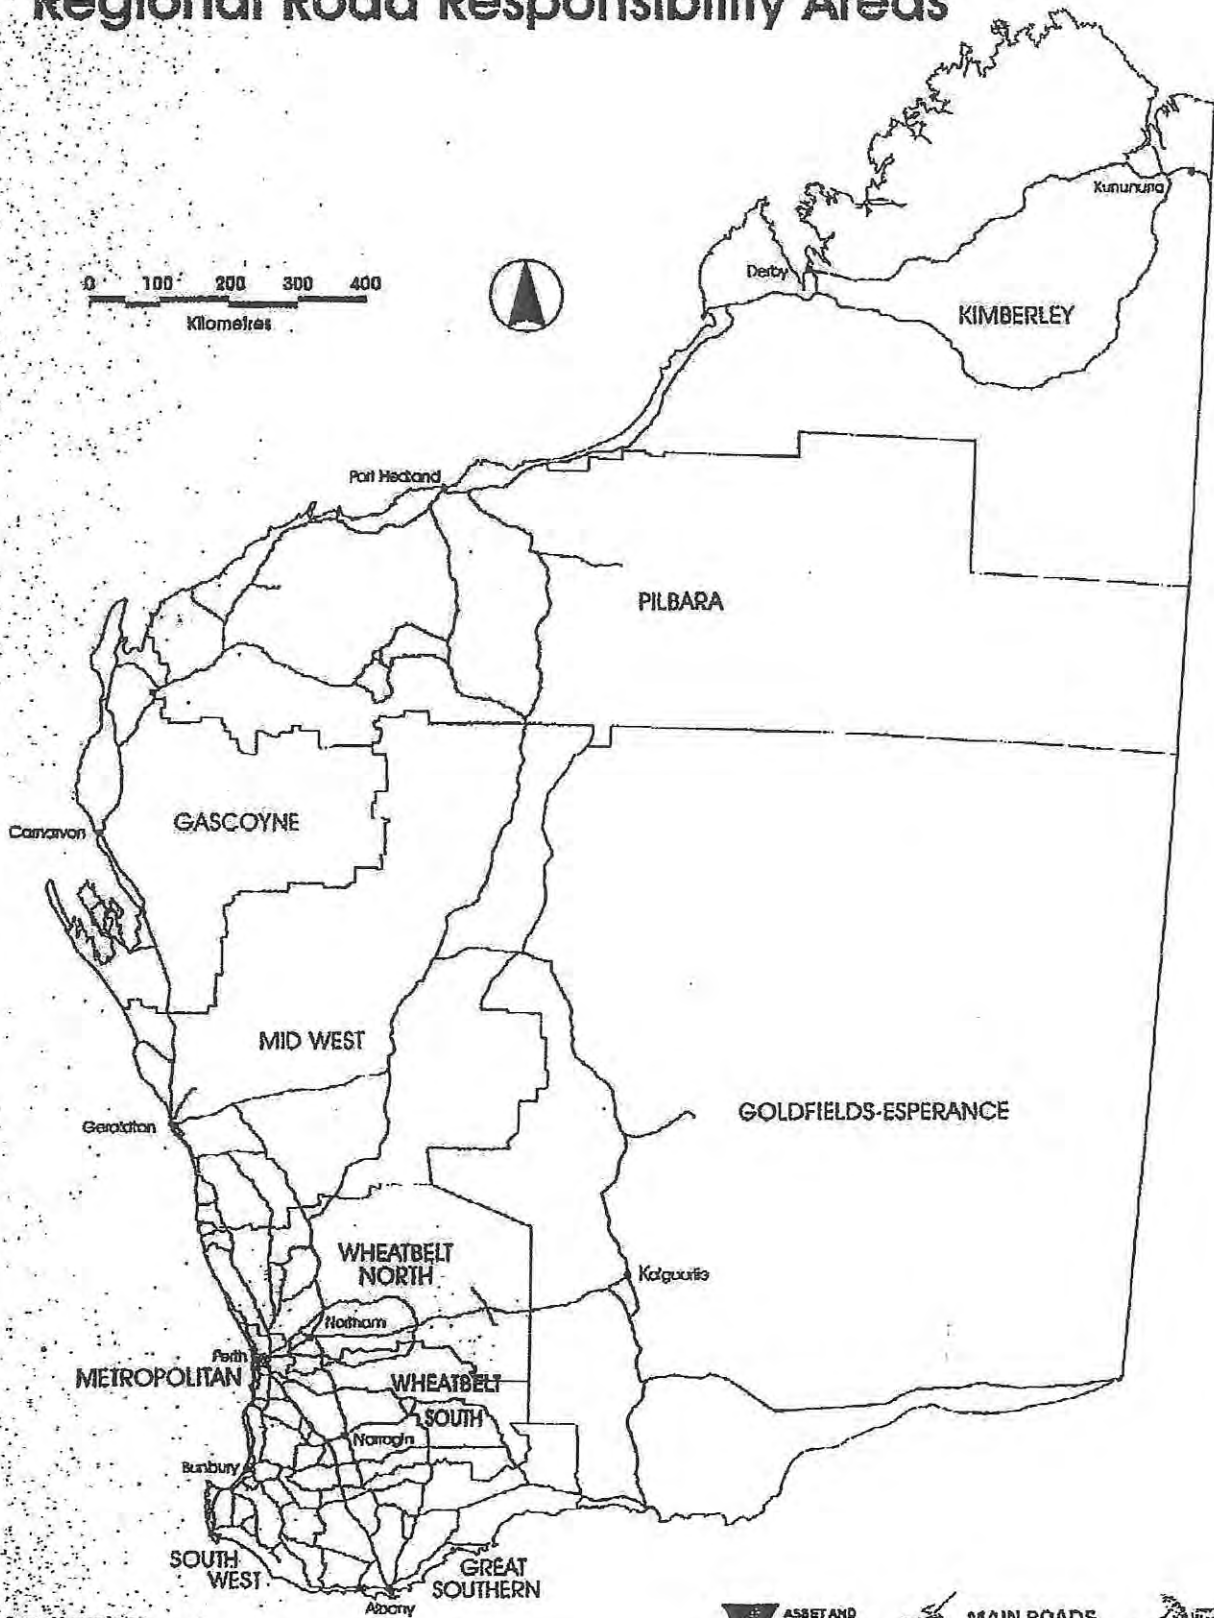 Regional Road Responsibility Areas
Kununurra
Derby
0 100 200 300 400
Kilometres
KIMBERLEY
Port Hedland
PILBARA
GASCOYNE
Carnarvon
MID WEST
GOLDFIELDS-ESPERANCE
Geraldton
WHEATBELT
NORTH
Kalgoorlie
Northam
Perth
METROPOLITAN
WHEATBELT
SOUTH
Narrogin
Bunbury
SOUTH
WEST
GREAT
SOUTHERN
Albany
ASSET AND
MAIN ROADS